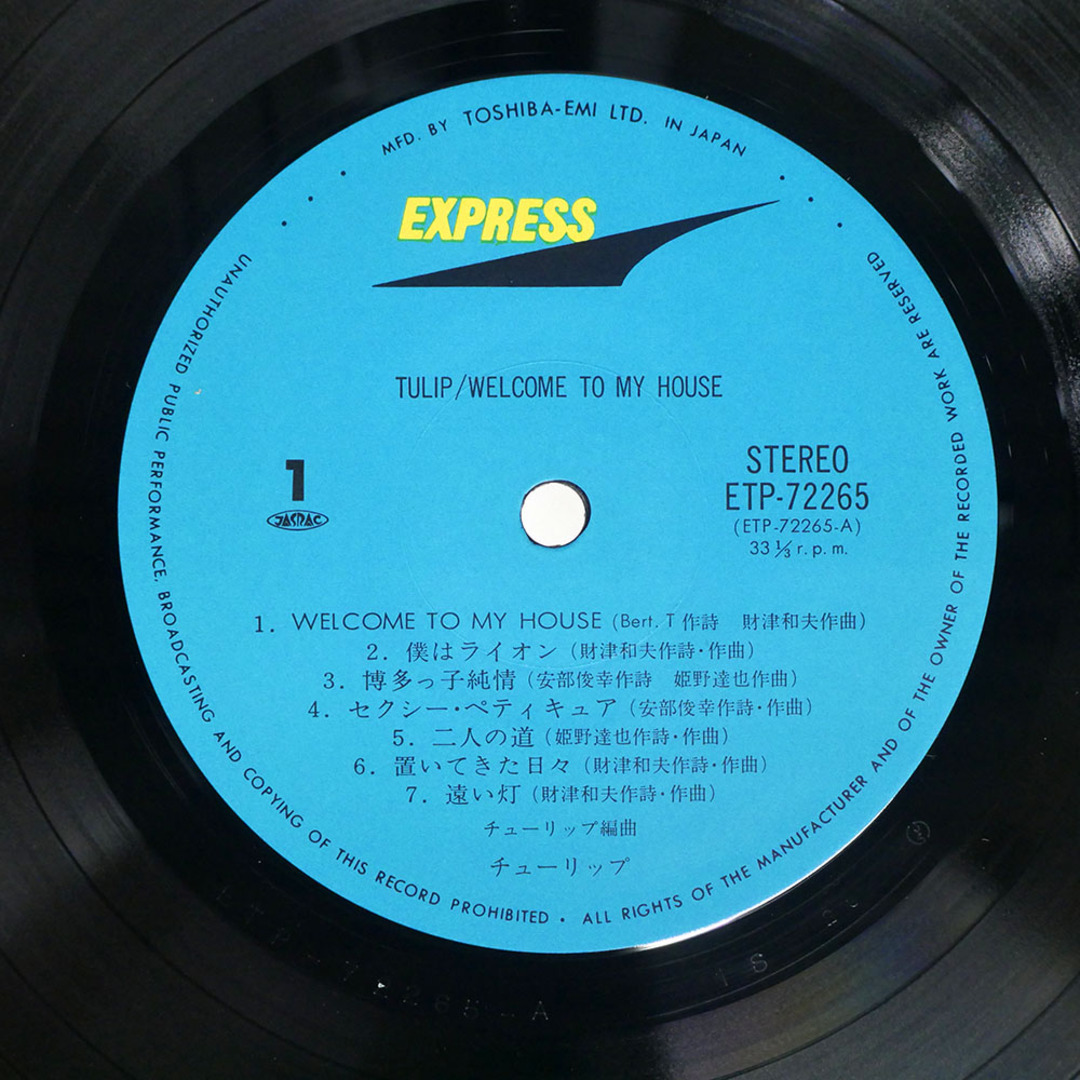 MFD. BY TOSHIBA-EMI LTD. IN JAPAN
EXPRESS
TULIP/WELCOME TO MY HOUSE
1
JASRAC
STEREO
ETP-72265
(ETP-72265-A)
33 1/3 r.p.m.
1. WELCOME TO MY HOUSE (Bert. T 作詩 財津和夫作曲)
2. 僕はライオン (財津和夫作詩・作曲)
3. 博多っ子純情 (安部俊幸作詩 姫野達也作曲)
4. セクシー・ペティキュア (安部俊幸作詩・作曲)
5. 二人の道 (姫野達也作詩・作曲)
6. 置いてきた日々 (財津和夫作詩・作曲)
7. 遠い灯 (財津和夫作詩・作曲)
チューリップ編曲
チューリップ
UNAUTHORIZED PUBLIC PERFORMANCE, BROADCASTING AND COPYING OF THIS RECORD PROHIBITED • ALL RIGHTS OF THE MANUFACTURER AND OF THE OWNER OF THE RECORDED WORK ARE RESERVED